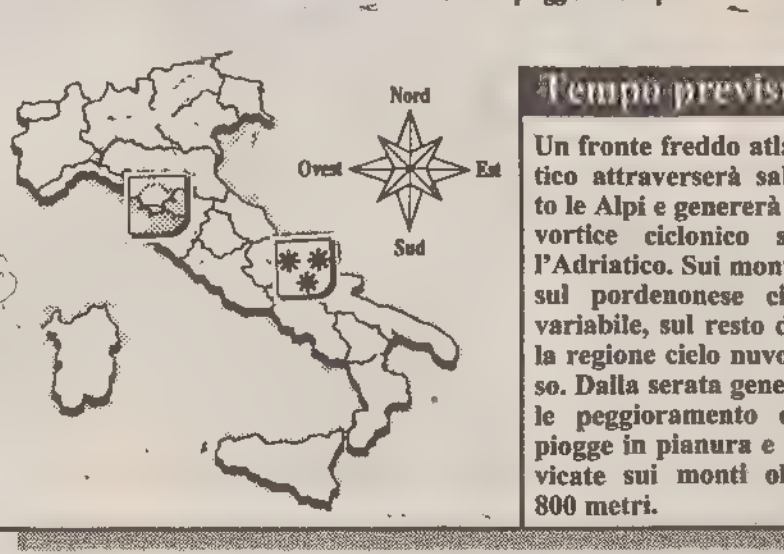 Nord
Ovest
Est
Sud
Tempo previs
Un fronte freddo atla
tico attraverserà sa
to le Alpi e genererà
vortice ciclonico s
l'Adriatico. Sui mon
sul pordenonese ci
variabile, sul resto d
la regione cielo nuvo
so. Dalla serata gene
le peggioramento
piogge in pianura e
vicate sui monti ol
800 metri.